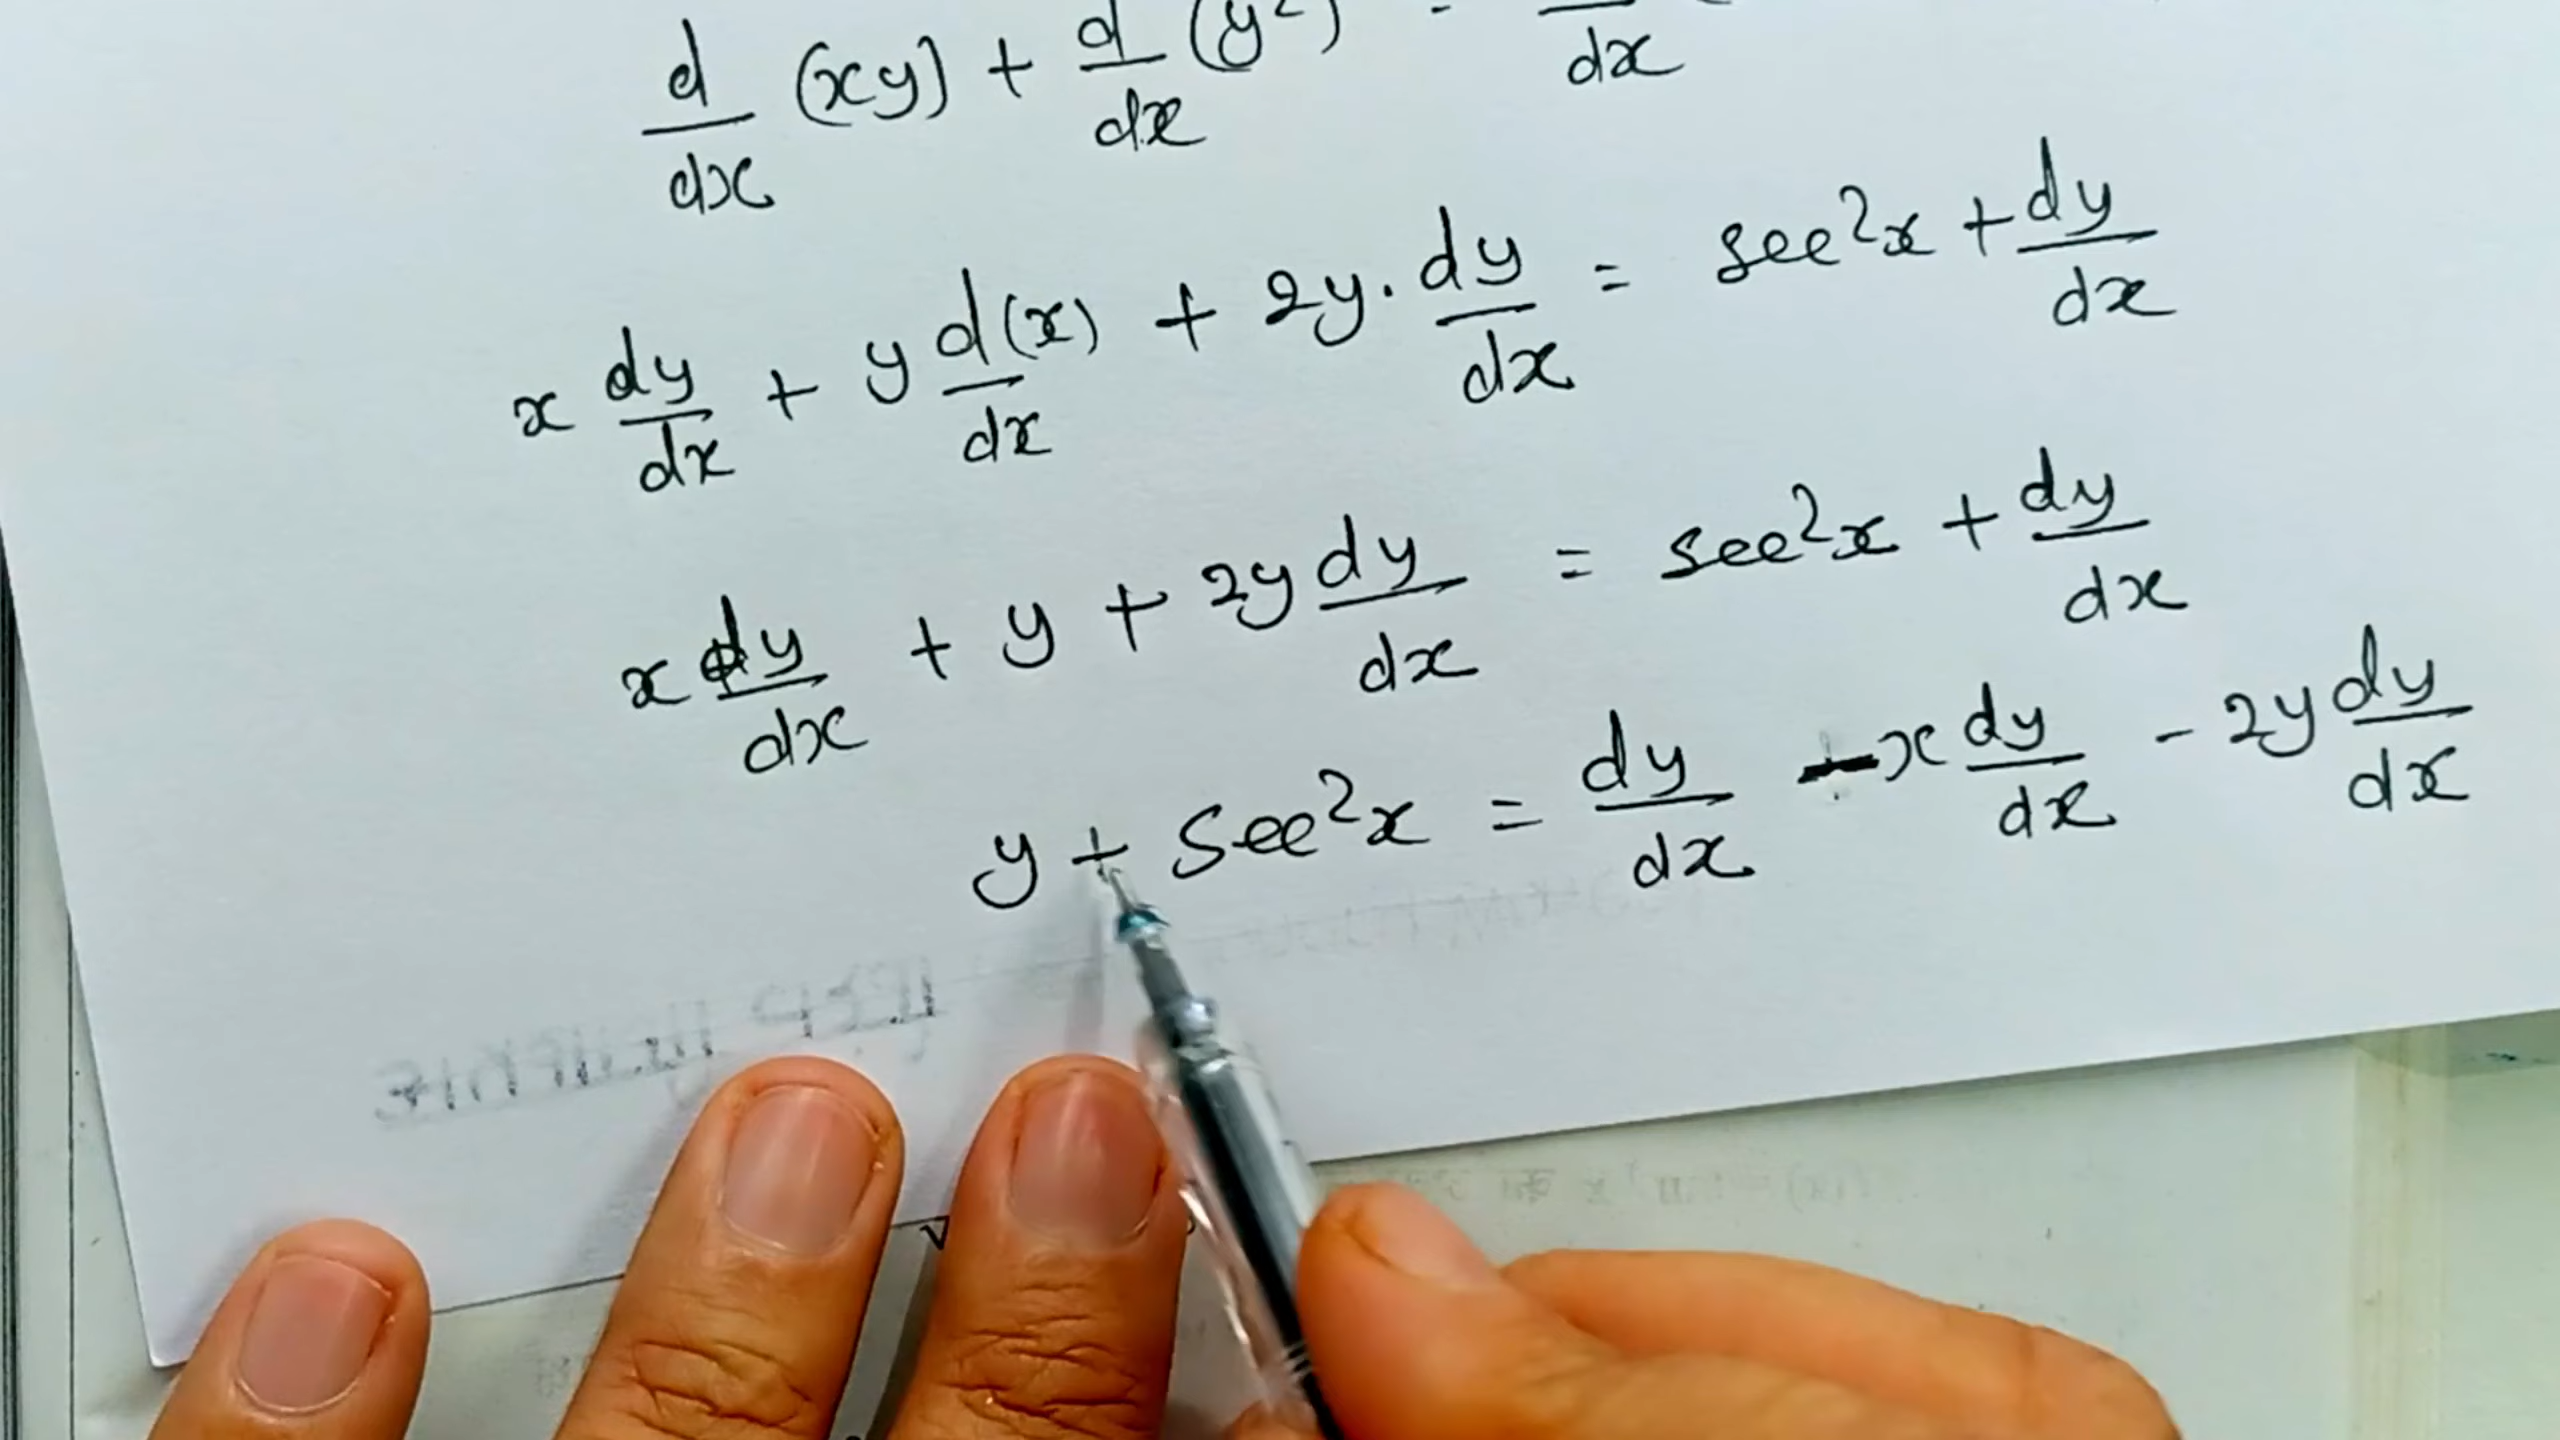 d/dx (xy) + d/dx (y²) = /dx
x dy/dx + y d(x)/dx + 2y. dy/dx = sec²x + dy/dx
x dy/dx + y + 2y dy/dx = sec²x + dy/dx
y + sec²x = dy/dx - x dy/dx - 2y dy/dx